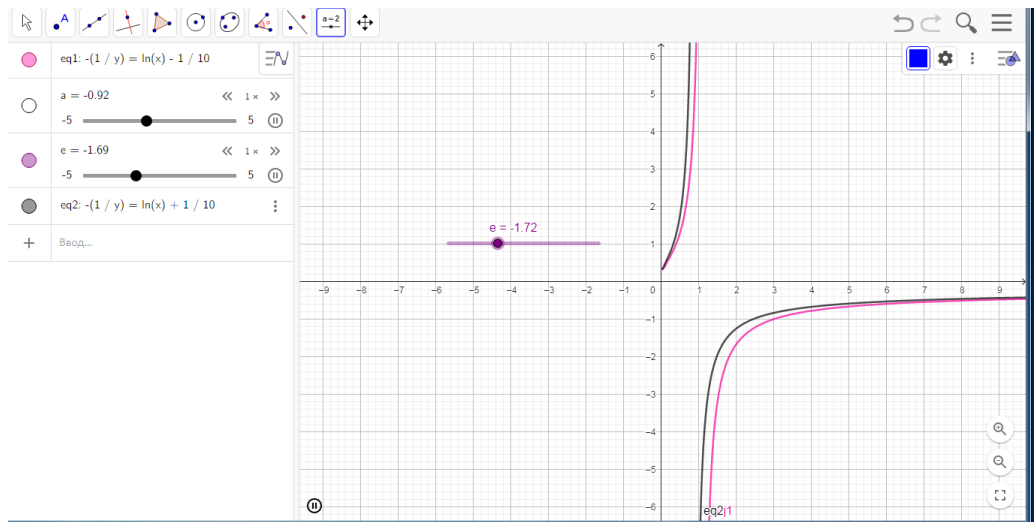 A
a=2
eq1: -(1 / y) = ln(x) - 1 / 10
a = -0.92
1 ×
-5
5
e = -1.69
1 ×
-5
5
eq2: -(1 / y) = ln(x) + 1 / 10
Ввод...
e = -1.72
6
5
4
3
2
1
–9 –8 –7 –6 –5 –4 –3 –2 –1 0 1 2 3 4 5 6 7 8 9
–1
–2
–3
–4
–5
–6
eq2